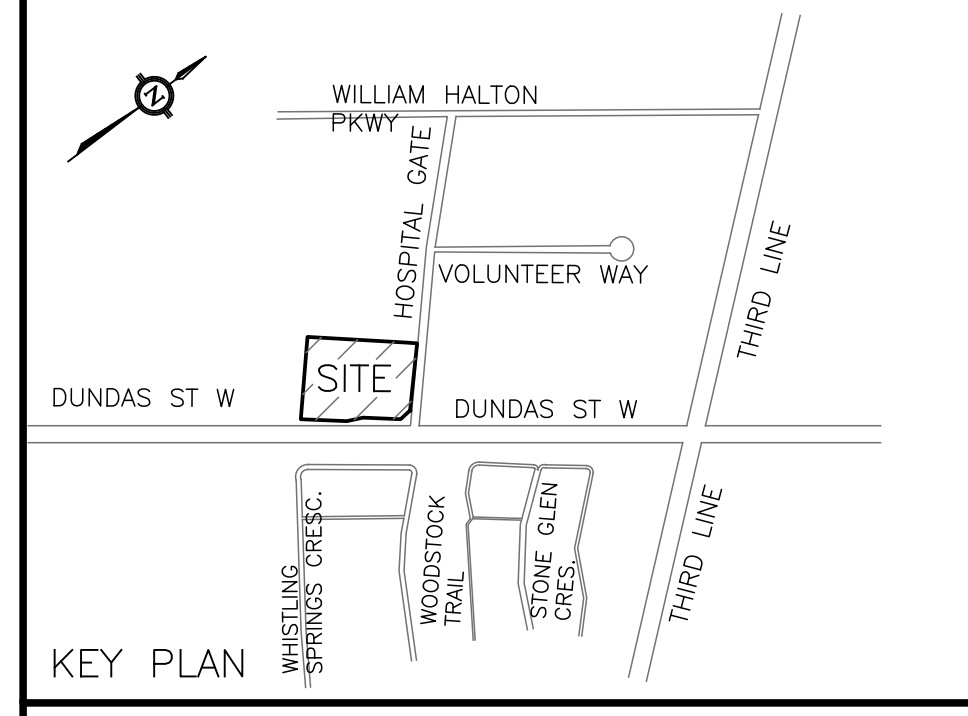 N
WILLIAM HALTON
PKWY
HOSPITAL GATE
VOLUNTEER WAY
THIRD LINE
SITE
DUNDAS ST W
DUNDAS ST W
WHISTLING
SPRINGS CRESC.
WOODSTOCK
TRAIL
STONE GLEN
CRES.
THIRD LINE
KEY PLAN